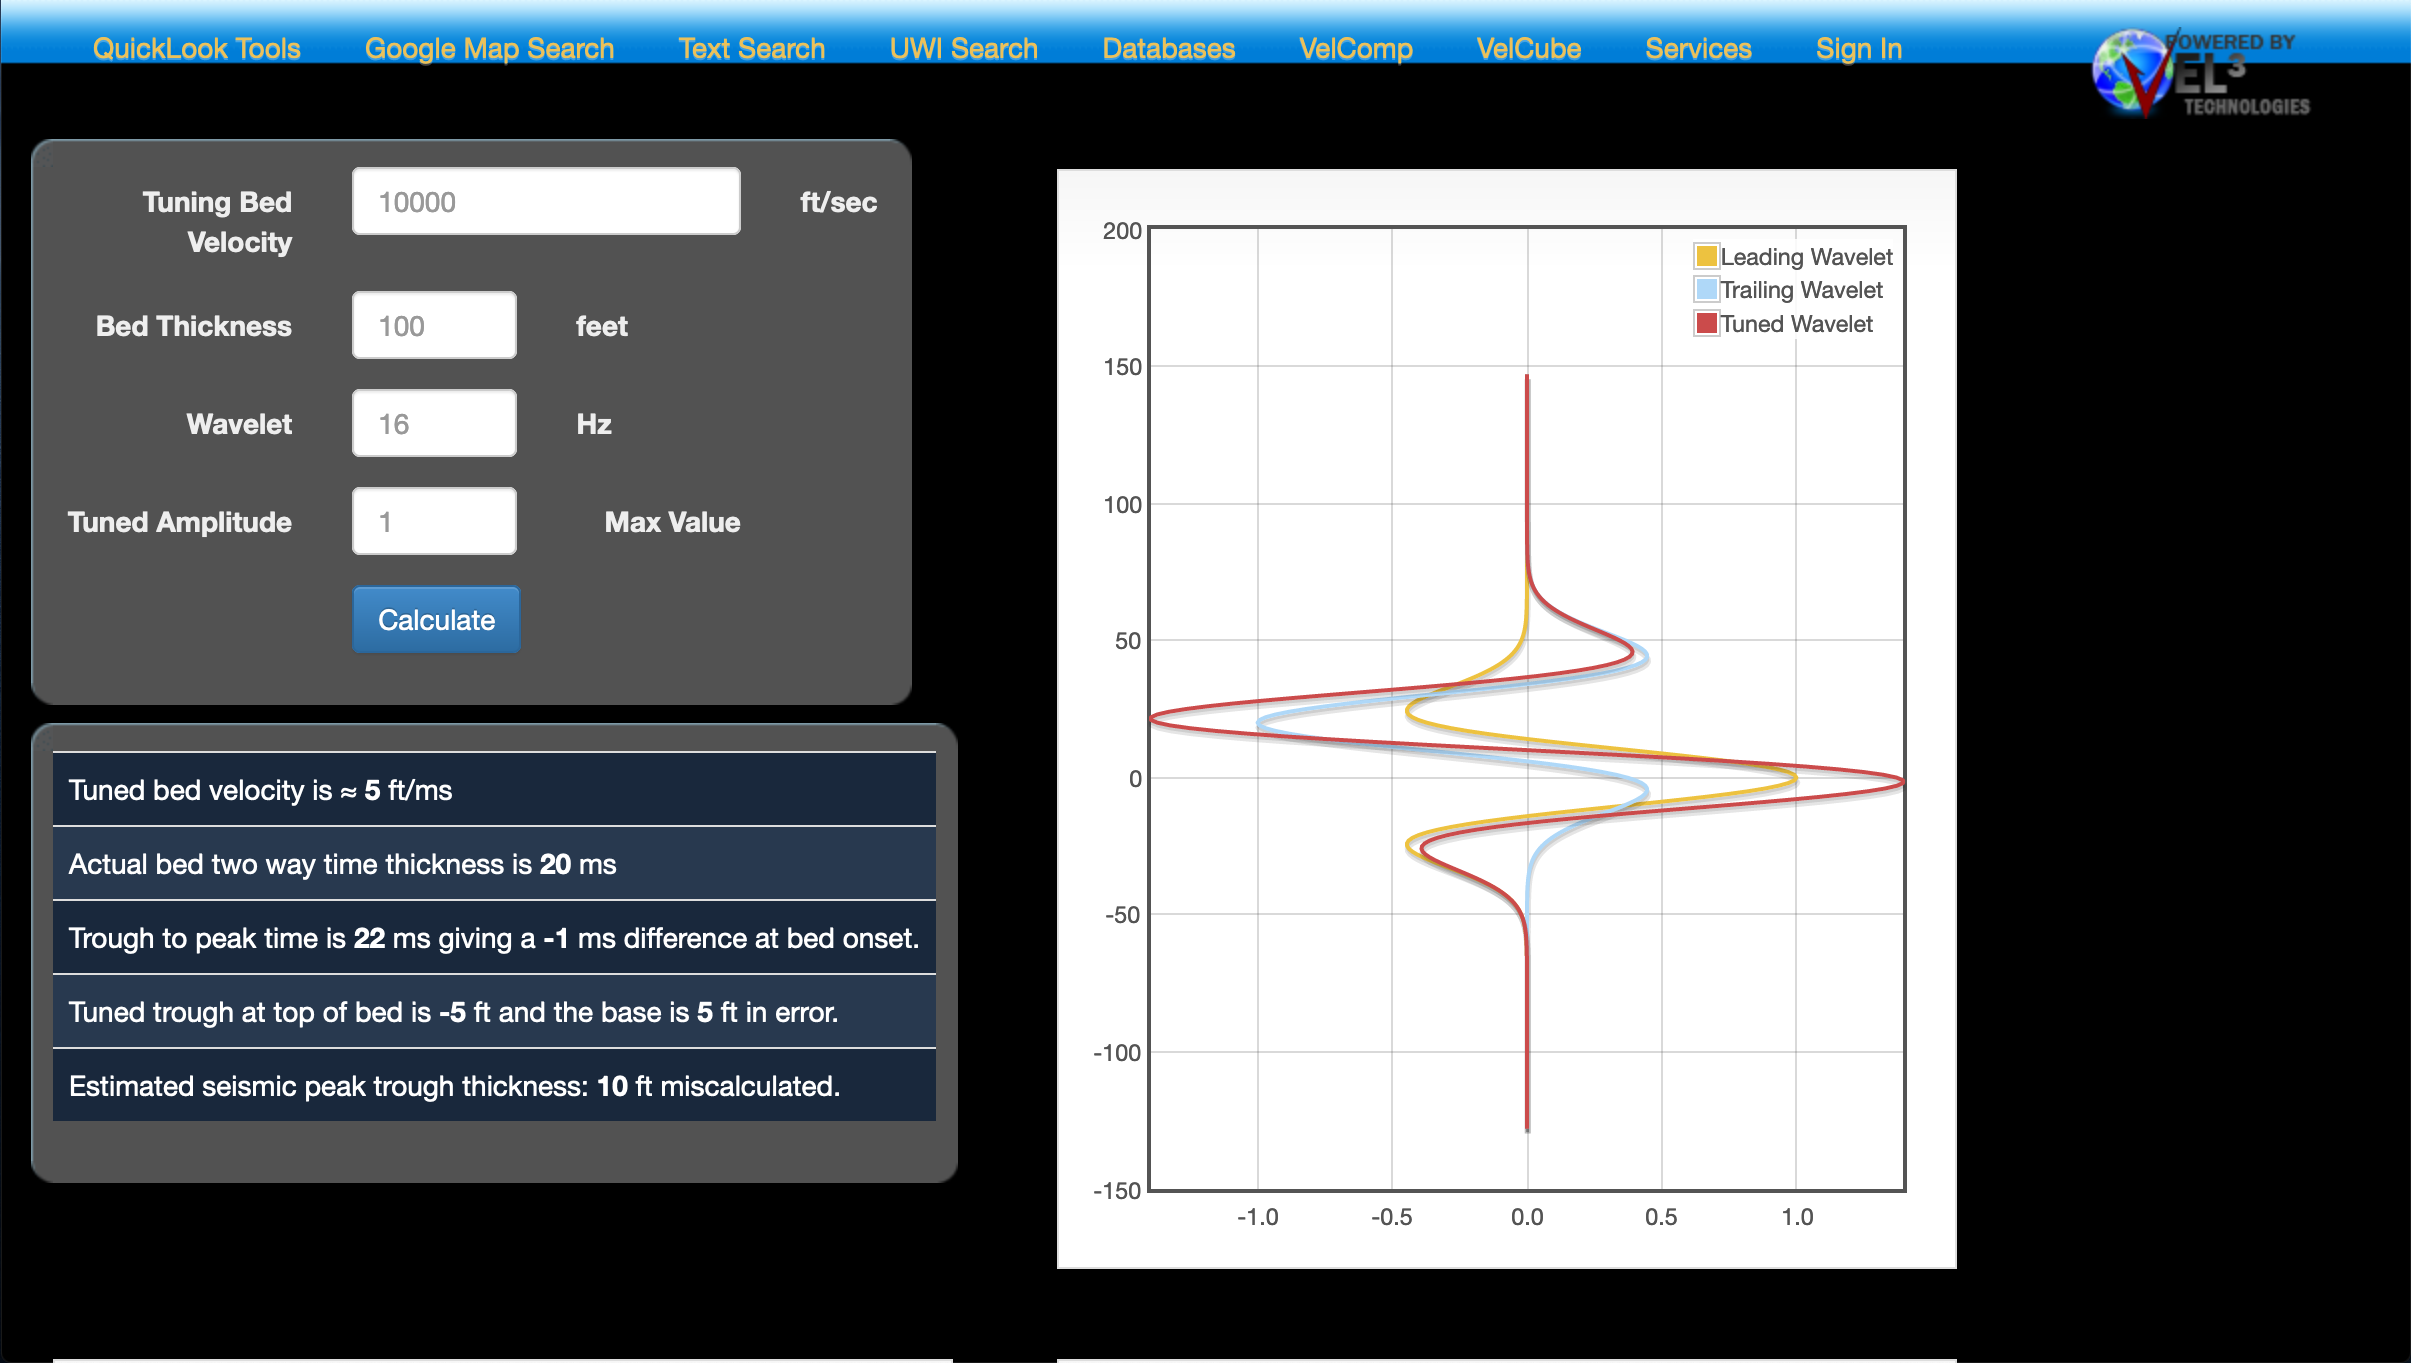 QuickLook Tools Google Map Search Text Search UWI Search Databases VelComp VelCube Services Sign In
POWERED BY
VEL3
TECHNOLOGIES
Tuning Bed Velocity 10000 ft/sec
Bed Thickness 100 feet
Wavelet 16 Hz
Tuned Amplitude 1 Max Value
Calculate
Tuned bed velocity is ≈ 5 ft/ms
Actual bed two way time thickness is 20 ms
Trough to peak time is 22 ms giving a -1 ms difference at bed onset.
Tuned trough at top of bed is -5 ft and the base is 5 ft in error.
Estimated seismic peak trough thickness: 10 ft miscalculated.
Leading Wavelet
Trailing Wavelet
Tuned Wavelet
200
150
100
50
0
-50
-100
-150
-1.0 -0.5 0.0 0.5 1.0